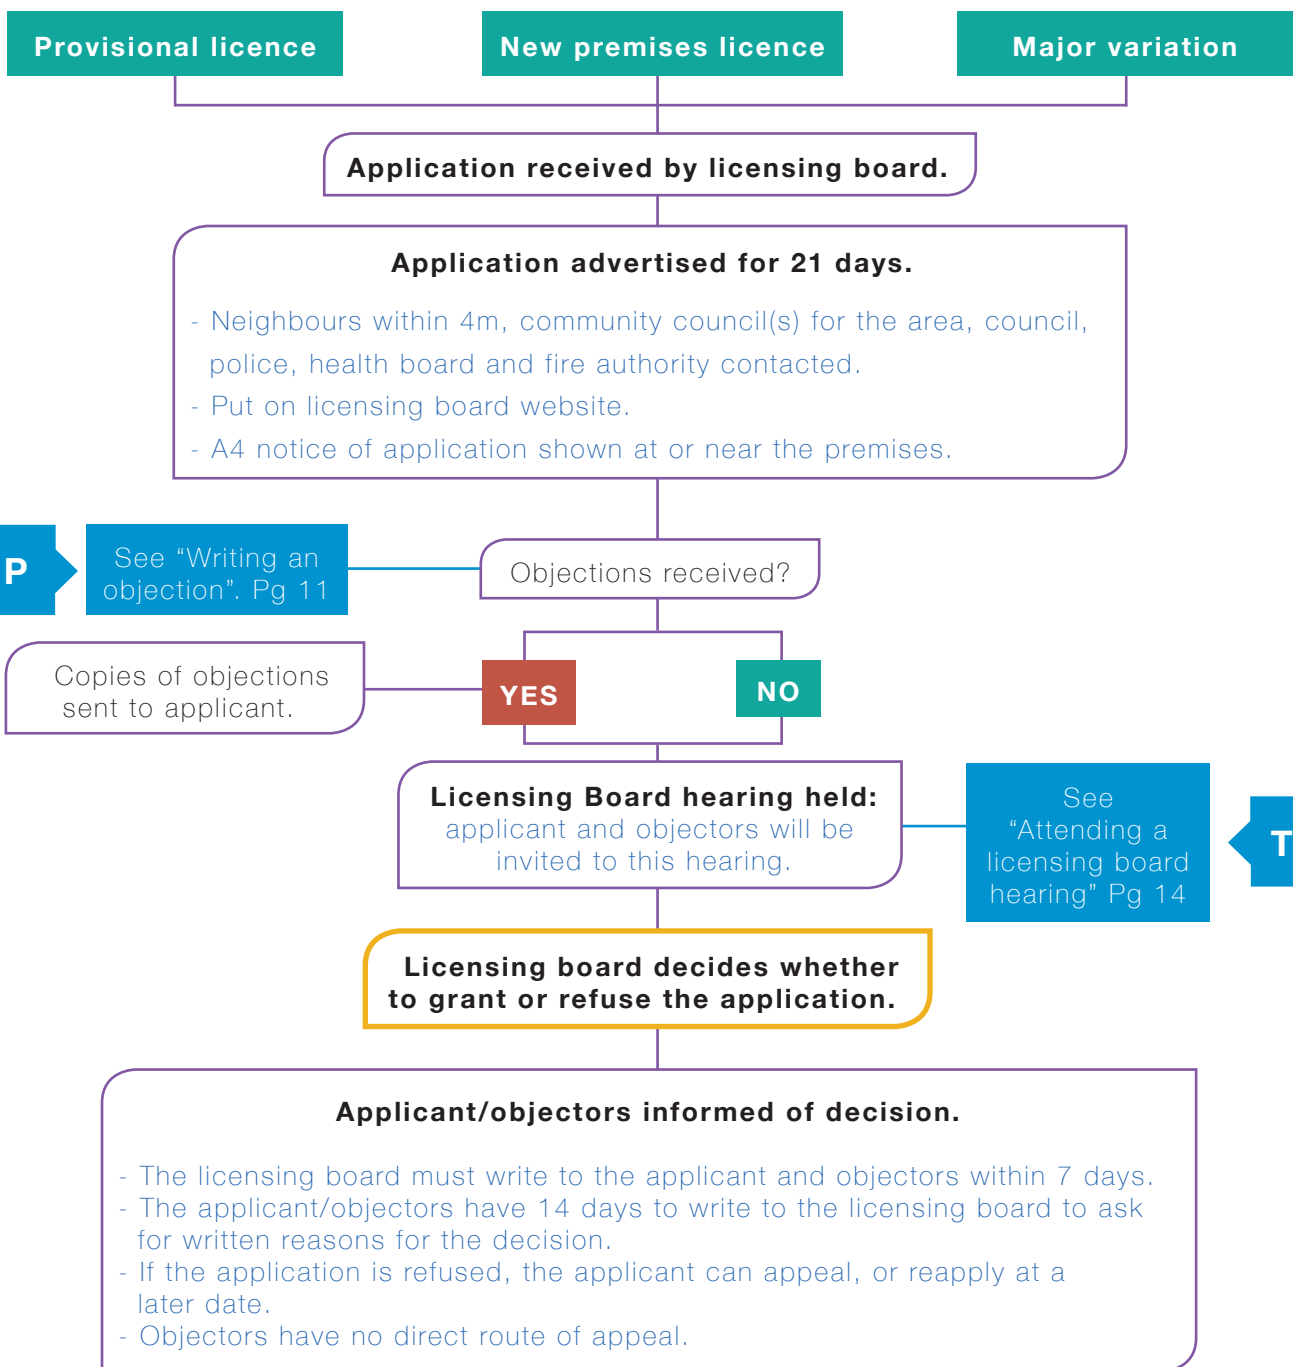 Provisional licence
New premises licence
Major variation
Application received by licensing board.
Application advertised for 21 days.
- Neighbours within 4m, community council(s) for the area, council,
police, health board and fire authority contacted.
- Put on licensing board website.
- A4 notice of application shown at or near the premises.
P
See “Writing an
objection”. Pg 11
Objections received?
Copies of objections
sent to applicant.
YES
NO
Licensing Board hearing held:
applicant and objectors will be
invited to this hearing.
See
“Attending a
licensing board
hearing” Pg 14
T
Licensing board decides whether
to grant or refuse the application.
Applicant/objectors informed of decision.
- The licensing board must write to the applicant and objectors within 7 days.
- The applicant/objectors have 14 days to write to the licensing board to ask
for written reasons for the decision.
- If the application is refused, the applicant can appeal, or reapply at a
later date.
- Objectors have no direct route of appeal.